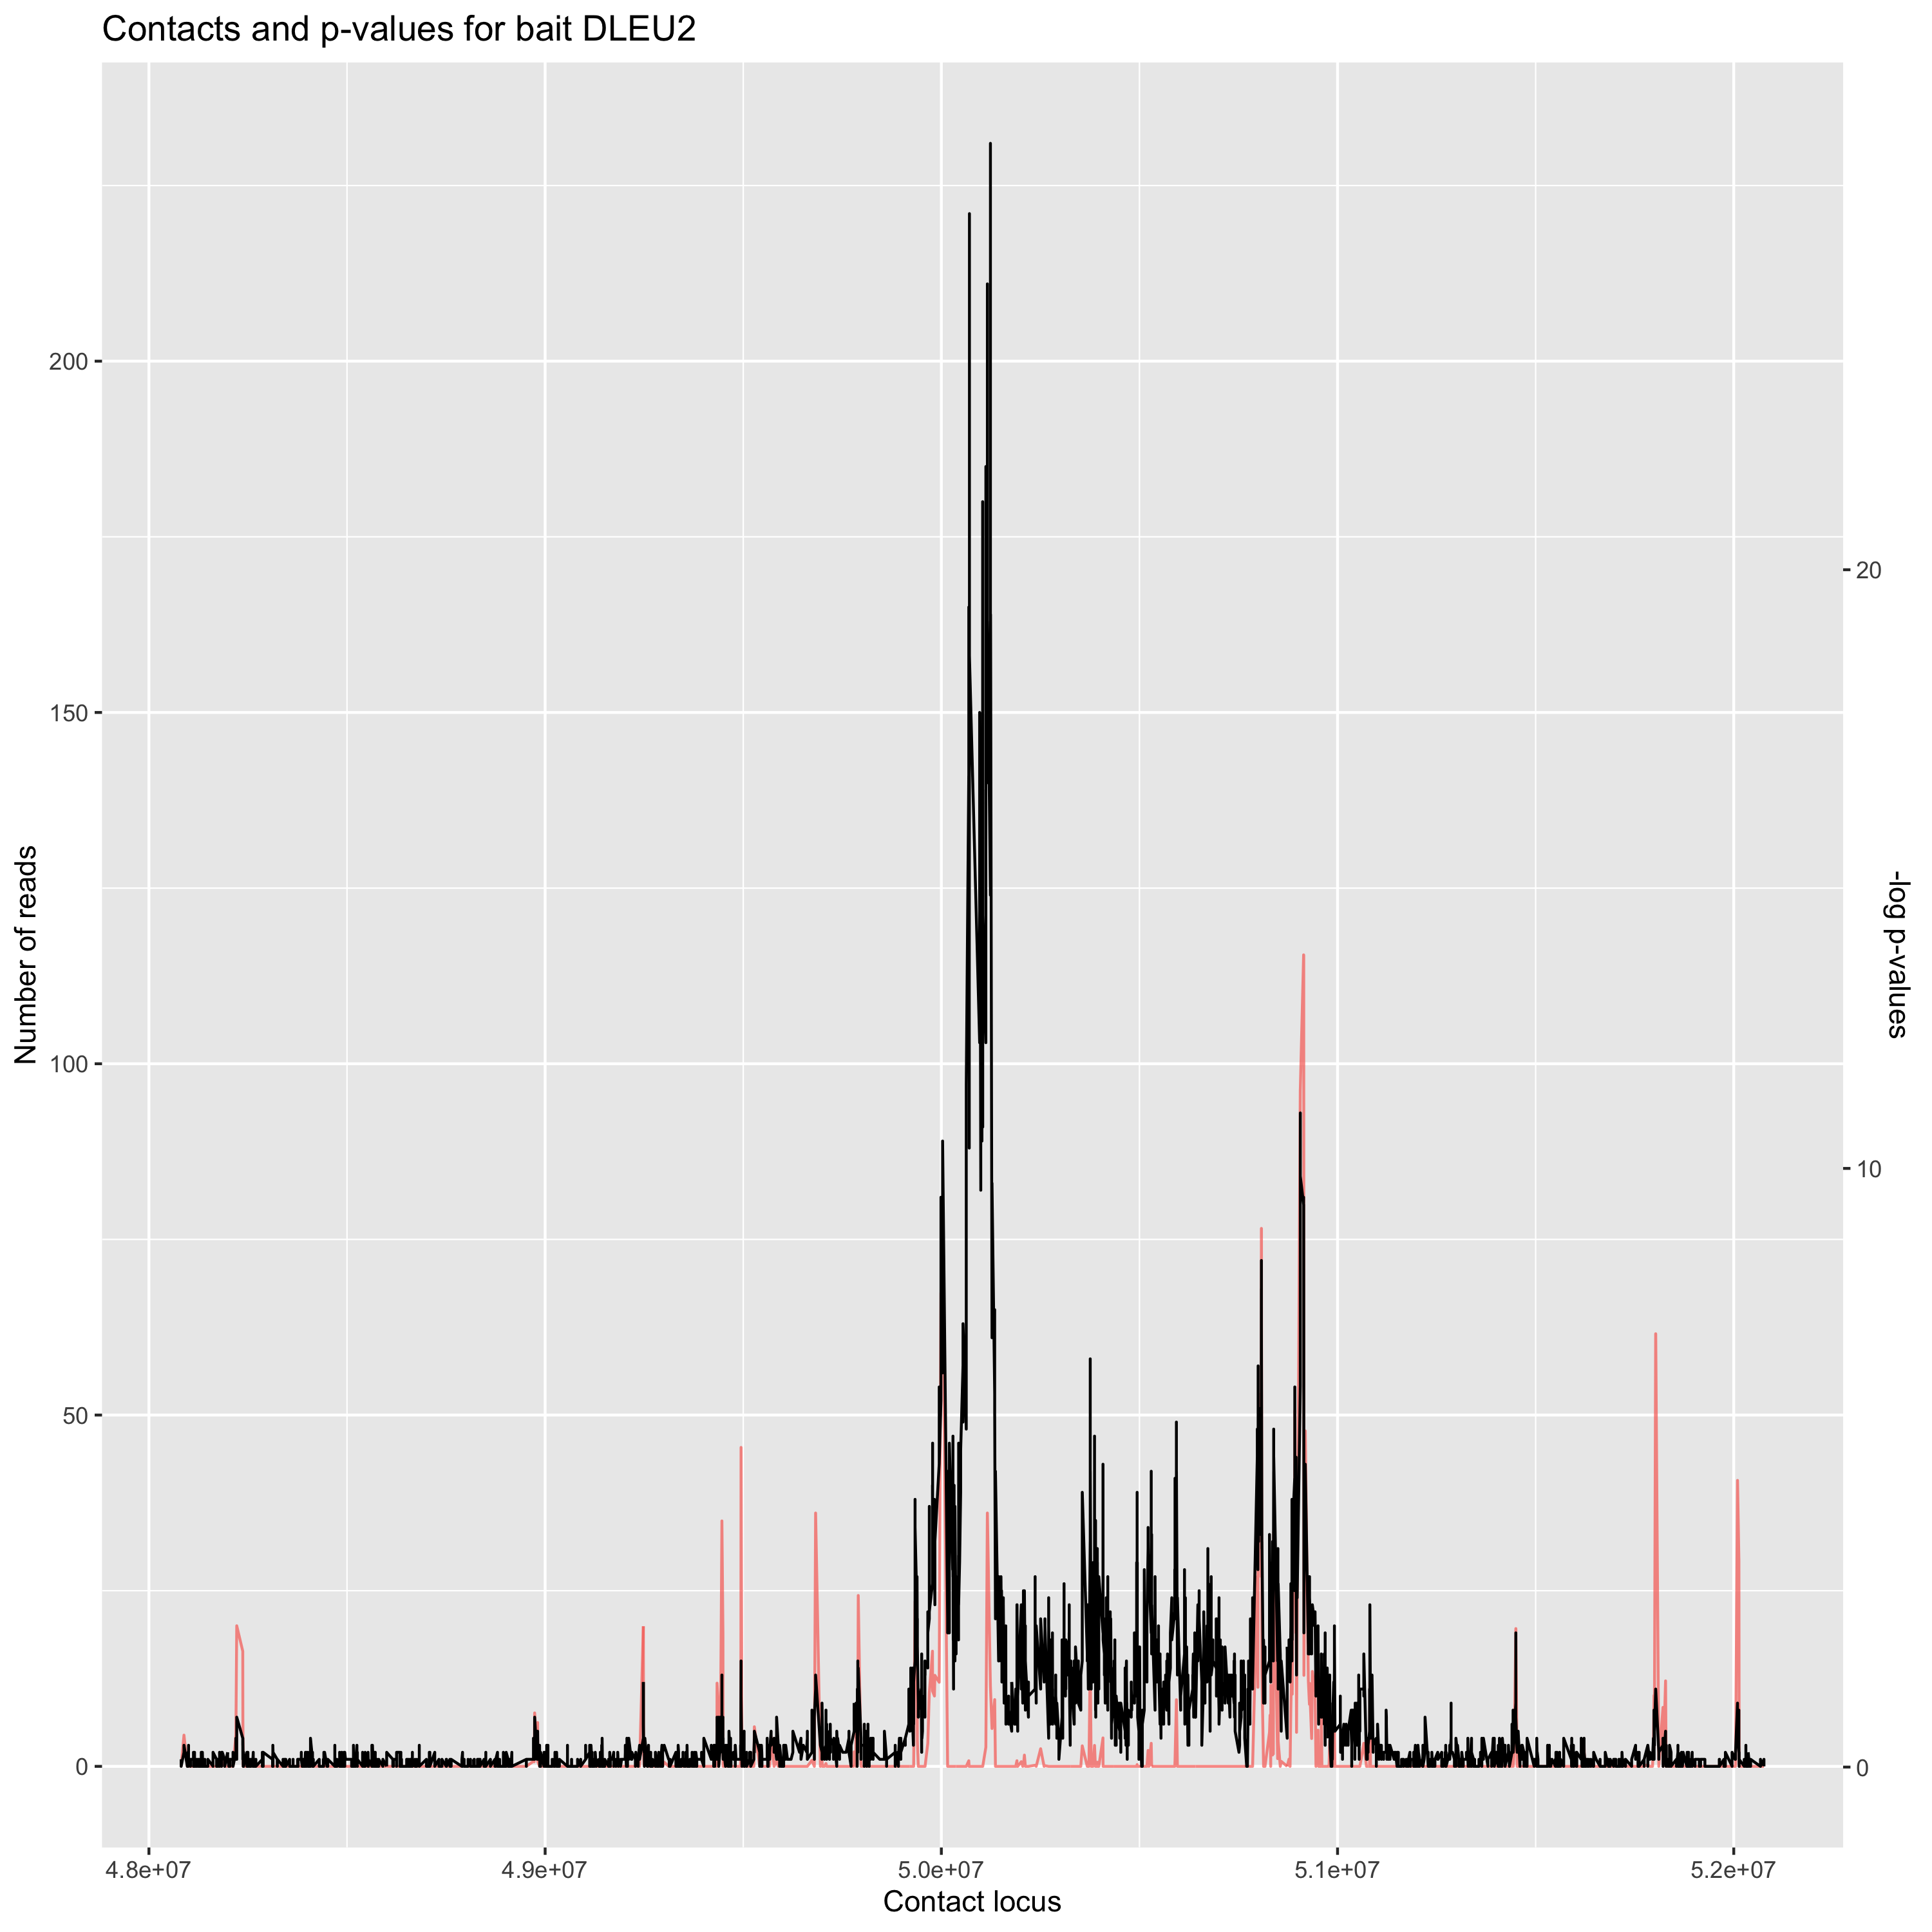 Contacts and p-values for bait DLEU2
200
150
100
50
0
Number of reads
20
10
0
-log p-values
4.8e+07
4.9e+07
5.0e+07
5.1e+07
5.2e+07
Contact locus